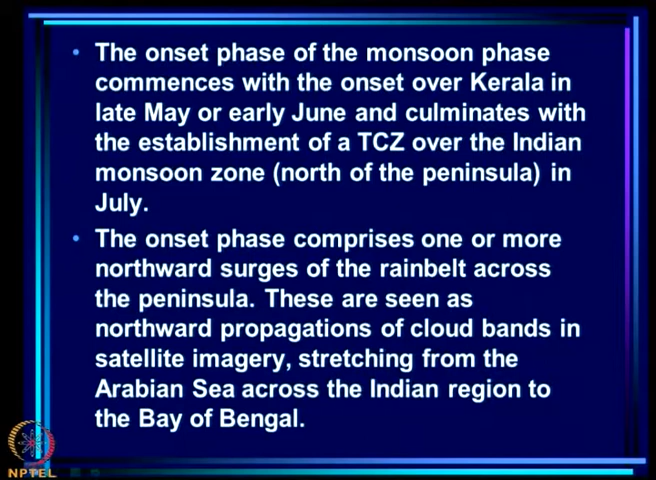 • The onset phase of the monsoon phase
commences with the onset over Kerala in
late May or early June and culminates with
the establishment of a TCZ over the Indian
monsoon zone (north of the peninsula) in
July.
• The onset phase comprises one or more
northward surges of the rainbelt across
the peninsula. These are seen as
northward propagations of cloud bands in
satellite imagery, stretching from the
Arabian Sea across the Indian region to
the Bay of Bengal.
NPTEL